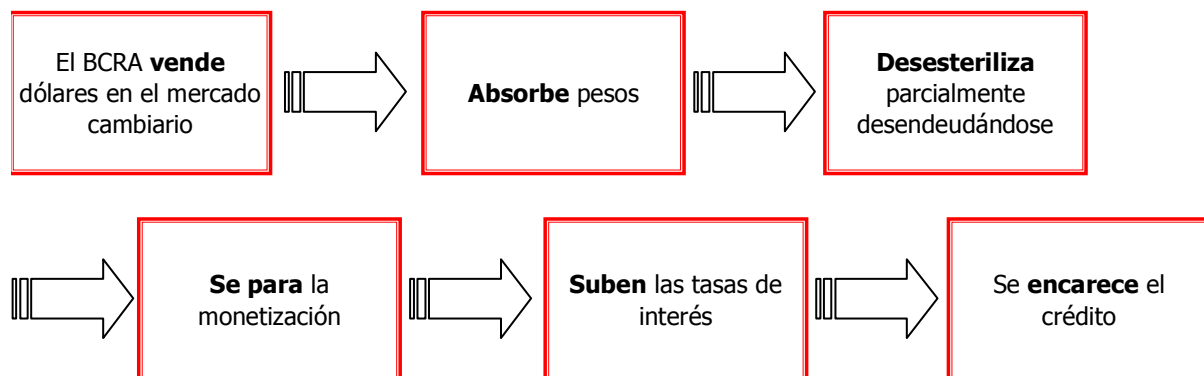 El BCRA vende
dólares en el mercado
cambiario
Absorbe pesos
Desesteriliza
parcialmente
desendeudándose
Se para la
monetización
Suben las tasas de
interés
Se encarece el
crédito